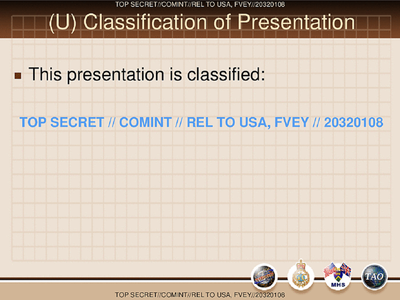 TOP SECRET//COMINT//REL TO USA, FVEY//20320108
(U) Classification of Presentation
This presentation is classified:
TOP SECRET // COMINT // REL TO USA, FVEY // 20320108
MHS
TAO
TOP SECRET//COMINT//REL TO USA, FVEY//20320108